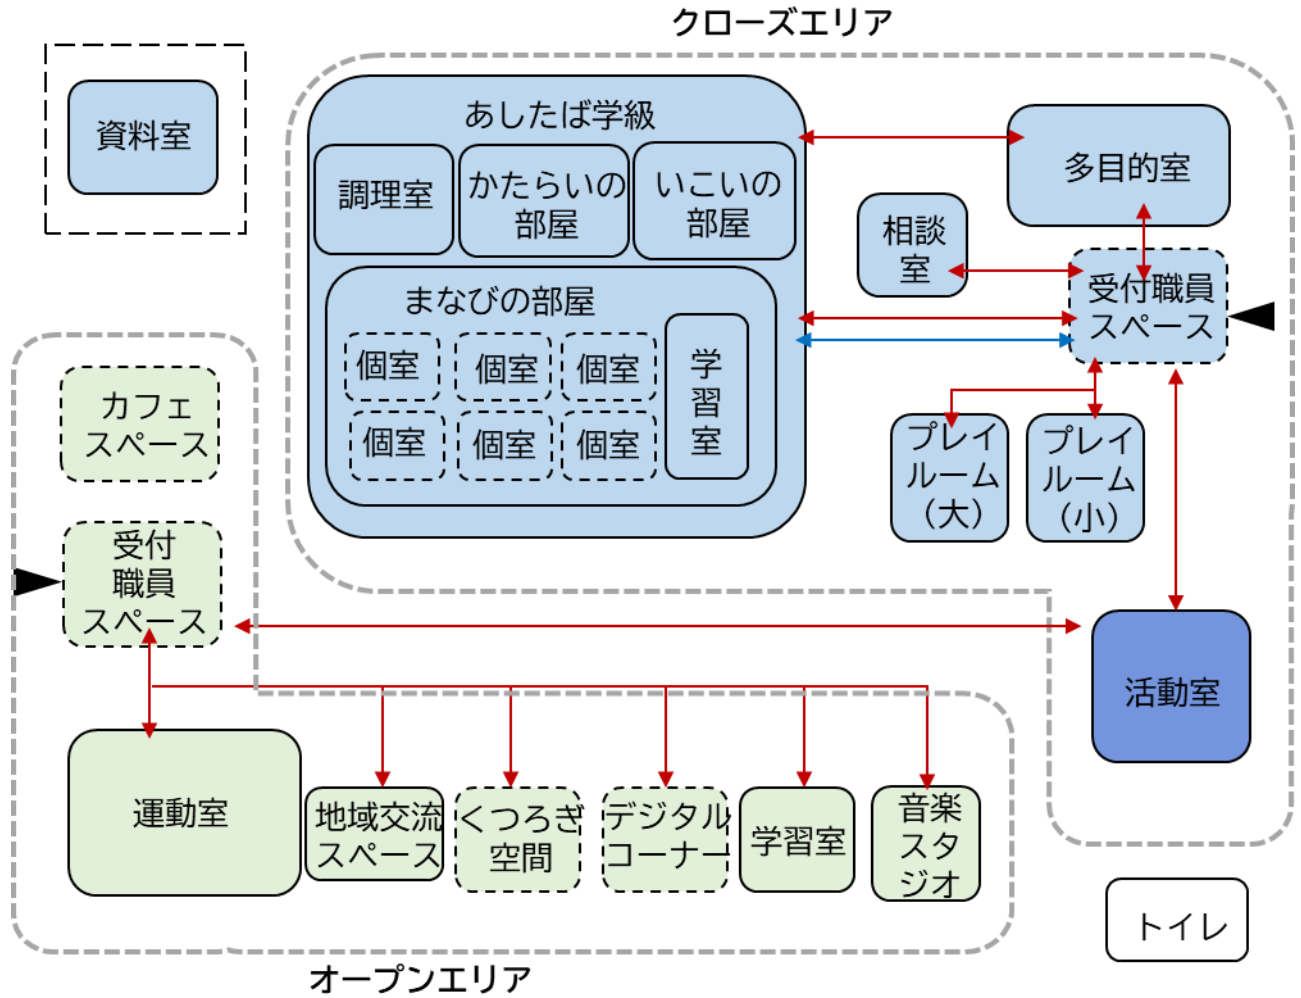 クローズエリア
資料室
あしたば学級
調理室
かたらいの
部屋
いこいの
部屋
まなびの部屋
個室
個室
個室
個室
個室
個室
学
習
室
多目的室
相談
室
受付職員
スペース
プレイ
ルーム
（大）
プレイ
ルーム
（小）
活動室
カフェ
スペース
受付
職員
スペース
運動室
地域交流
スペース
くつろぎ
空間
デジタル
コーナー
学習室
音楽
スタ
ジオ
トイレ
オープンエリア